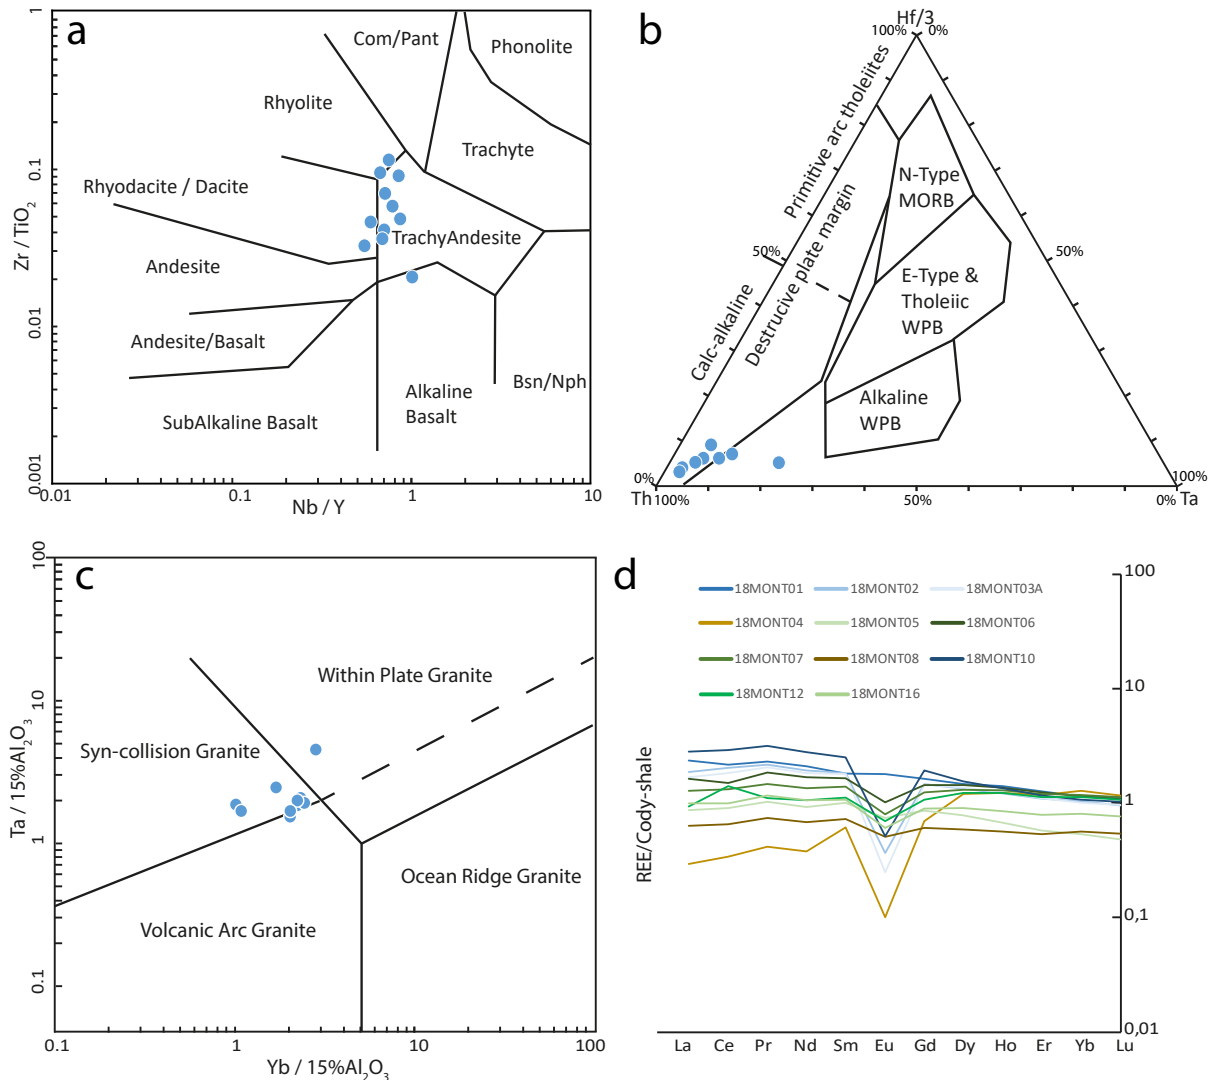 a
1
0.1
0.01
0.001
Zr / TiO2
Com/Pant
Phonolite
Rhyolite
Trachyte
Rhyodacite / Dacite
TrachyAndesite
Andesite
Andesite/Basalt
Alkaline
Basalt
Bsn/Nph
SubAlkaline Basalt
0.01
0.1
1
10
Nb / Y
b
Hf/3
100%
0%
Primitive arc tholeiites
N-Type
MORB
50%
50%
Destrucive plate margin
Calc-alkaline
E-Type &
Tholeiic
WPB
Alkaline
WPB
0%
100%
Th
100%
50%
0%
Ta
c
100
10
1
0.1
Ta / 15%Al2O3
Within Plate Granite
Syn-collision Granite
Ocean Ridge Granite
Volcanic Arc Granite
0.1
1
10
100
Yb / 15%Al2O3
d
18MONT01
18MONT02
18MONT03A
18MONT04
18MONT05
18MONT06
18MONT07
18MONT08
18MONT10
18MONT12
18MONT16
100
10
1
0,1
0,01
REE/Cody-shale
La Ce Pr Nd Sm Eu Gd Dy Ho Er Yb Lu